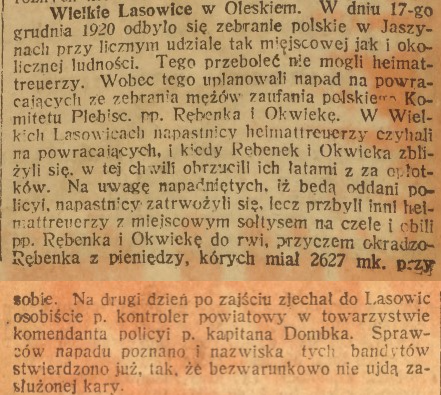 Wielkie Lasowice w Oleskiem. W dniu 17-go
grudnia 1920 odbyło się zebranie polskie w Jaszy-
nach przy licznym udziale tak miejscowej jak i oko-
licznej ludności. Tego przeboleć nie mogli heimat-
treuerzy. Wobec tego uplanowali napad na powra-
cających ze zebrania mężów zaufania polskiego Ko-
mitetu Plebisc. pp. Rębenka i Okwiekę. W Wiel-
kich Lasowicach napastnicy heimattreuerzy czyhali
na powracających, i kiedy Rebenek i Okwicka zbli-
żyli się, w tej chwili obrzucili ich łatami z za opłot-
ków. Na uwagę napadniętych, iż będą oddani po-
licyi, napastnicy zatrwożyli się, lecz przbyli inni hei-
mattreuerzy z miejscowym sołtysem na czele i obili
pp. Rębenka i Okwickę do rwi, przyczem okradzo-
Rębenka z pieniędzy, kórych miał 2627 mk. przy
sobie. Na drugi dzień po zajściu zjechał do Lasowic
osobiście p. kontroler powiatowy w towarzystwie
komendanta policyi p. kapitana Dombka. Spraw-
ców napadu poznano i nazwiska tych bandytów
stwierdzono już, tak, że bezwarunkowo nie ujdą za-
służonej kary.